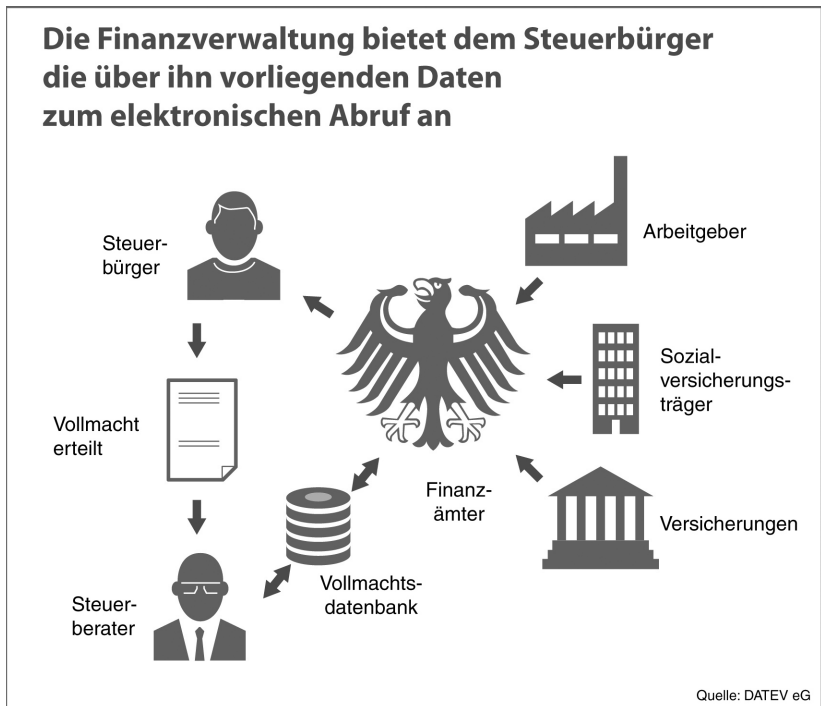 Die Finanzverwaltung bietet dem Steuerbürger
die über ihn vorliegenden Daten
zum elektronischen Abruf an
Steuer-
bürger
Arbeitgeber
Sozial-
versicherungs-
träger
Vollmacht
erteilt
Finanz-
ämter
Versicherungen
Vollmachts-
datenbank
Steuer-
berater
Quelle: DATEV eG